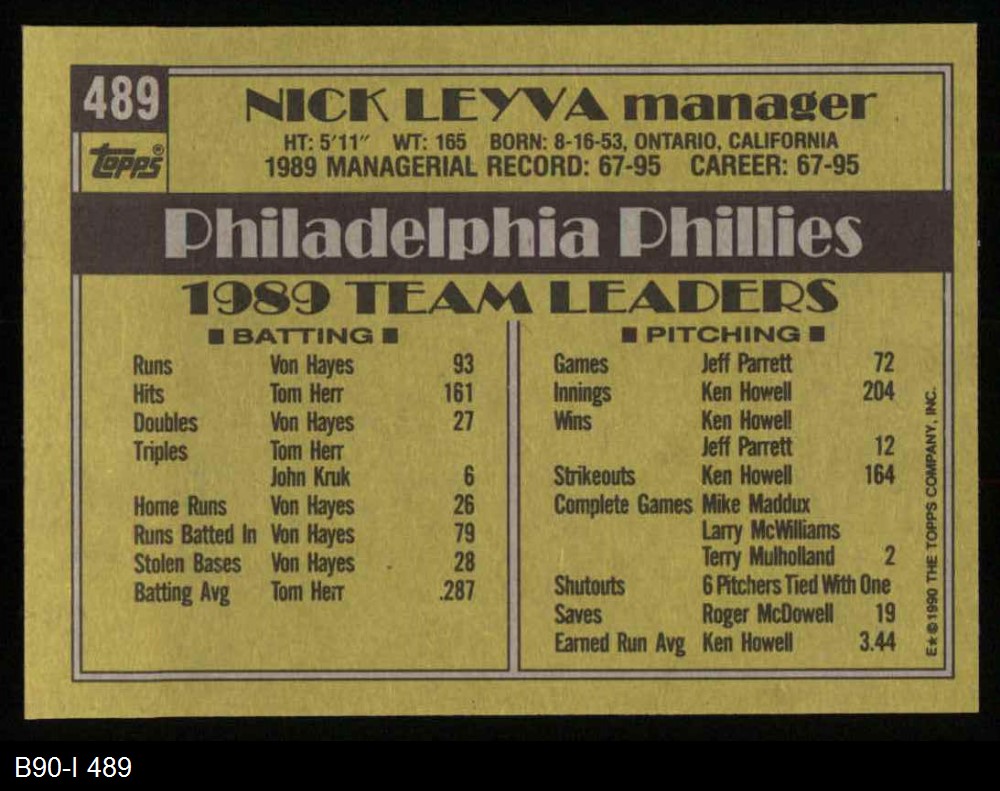 489
Topps®
NICK LEYVA manager
HT: 5'11" WT: 165 BORN: 8-16-53, ONTARIO, CALIFORNIA
1989 MANAGERIAL RECORD: 67-95 CAREER: 67-95
Philadelphia Phillies
1989 TEAM LEADERS
BATTING
Runs Von Hayes 93
Hits Tom Herr 161
Doubles Von Hayes 27
Triples Tom Herr
John Kruk 6
Home Runs Von Hayes 26
Runs Batted In Von Hayes 79
Stolen Bases Von Hayes 28
Batting Avg Tom Herr .287
PITCHING
Games Jeff Parrett 72
Innings Ken Howell 204
Wins Ken Howell
Jeff Parrett 12
Strikeouts Ken Howell 164
Complete Games Mike Maddux
Larry McWilliams
Terry Mulholland 2
Shutouts 6 Pitchers Tied With One
Saves Roger McDowell 19
Earned Run Avg Ken Howell 3.44
E★©1990 THE TOPPS COMPANY, INC.
B90-I 489